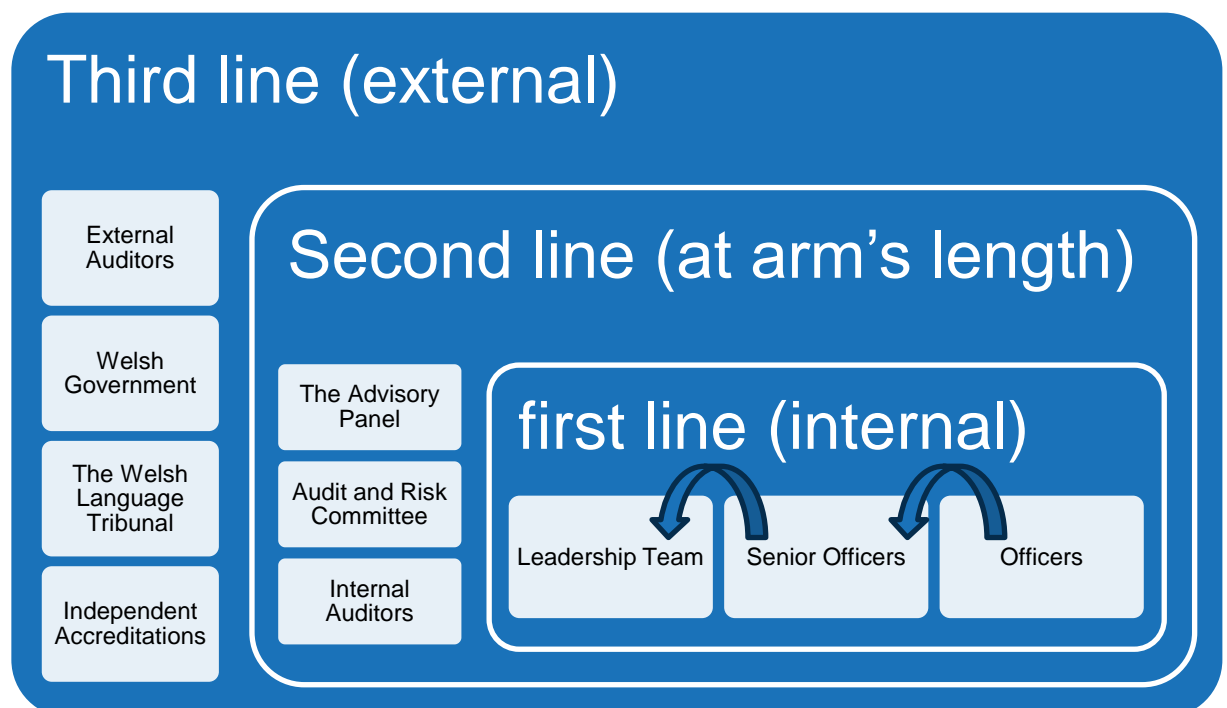 Third line (external)
External
Auditors
Welsh
Government
The Welsh
Language
Tribunal
Independent
Accreditations
Second line (at arm’s length)
The Advisory
Panel
Audit and Risk
Committee
Internal
Auditors
first line (internal)
Leadership Team
Senior Officers
Officers